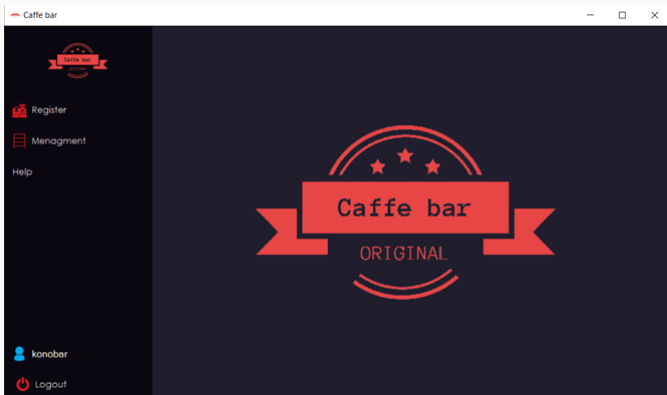 Caffe bar
Caffe bar
Register
Menagment
Help
konobar
Logout
Caffe bar
ORIGINAL